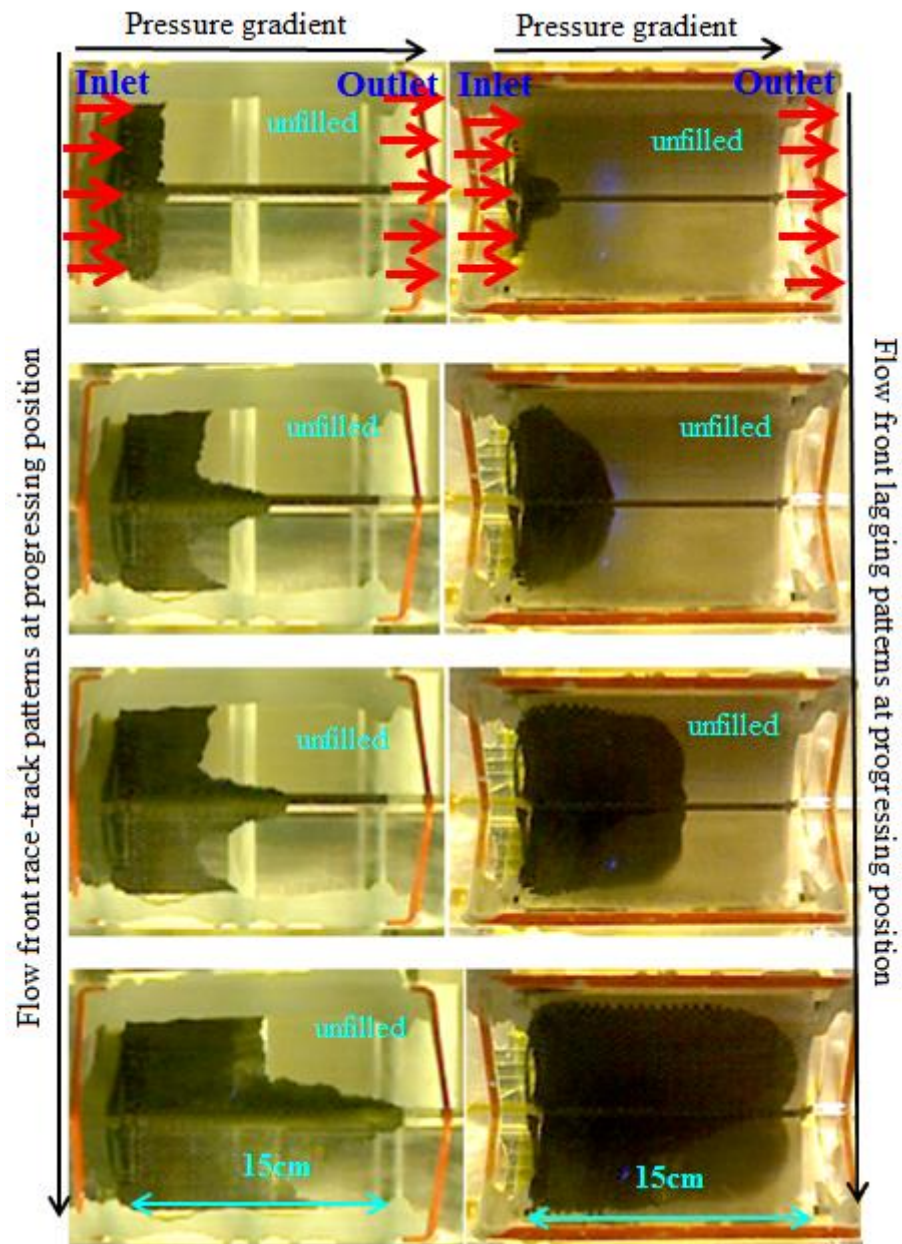 Pressure gradient
Pressure gradient
Inlet
Outlet
Inlet
Outlet
unfilled
unfilled
Flow front race-track patterns at progressing position
Flow front lagging patterns at progressing position
unfilled
unfilled
unfilled
unfilled
unfilled
15cm
15cm